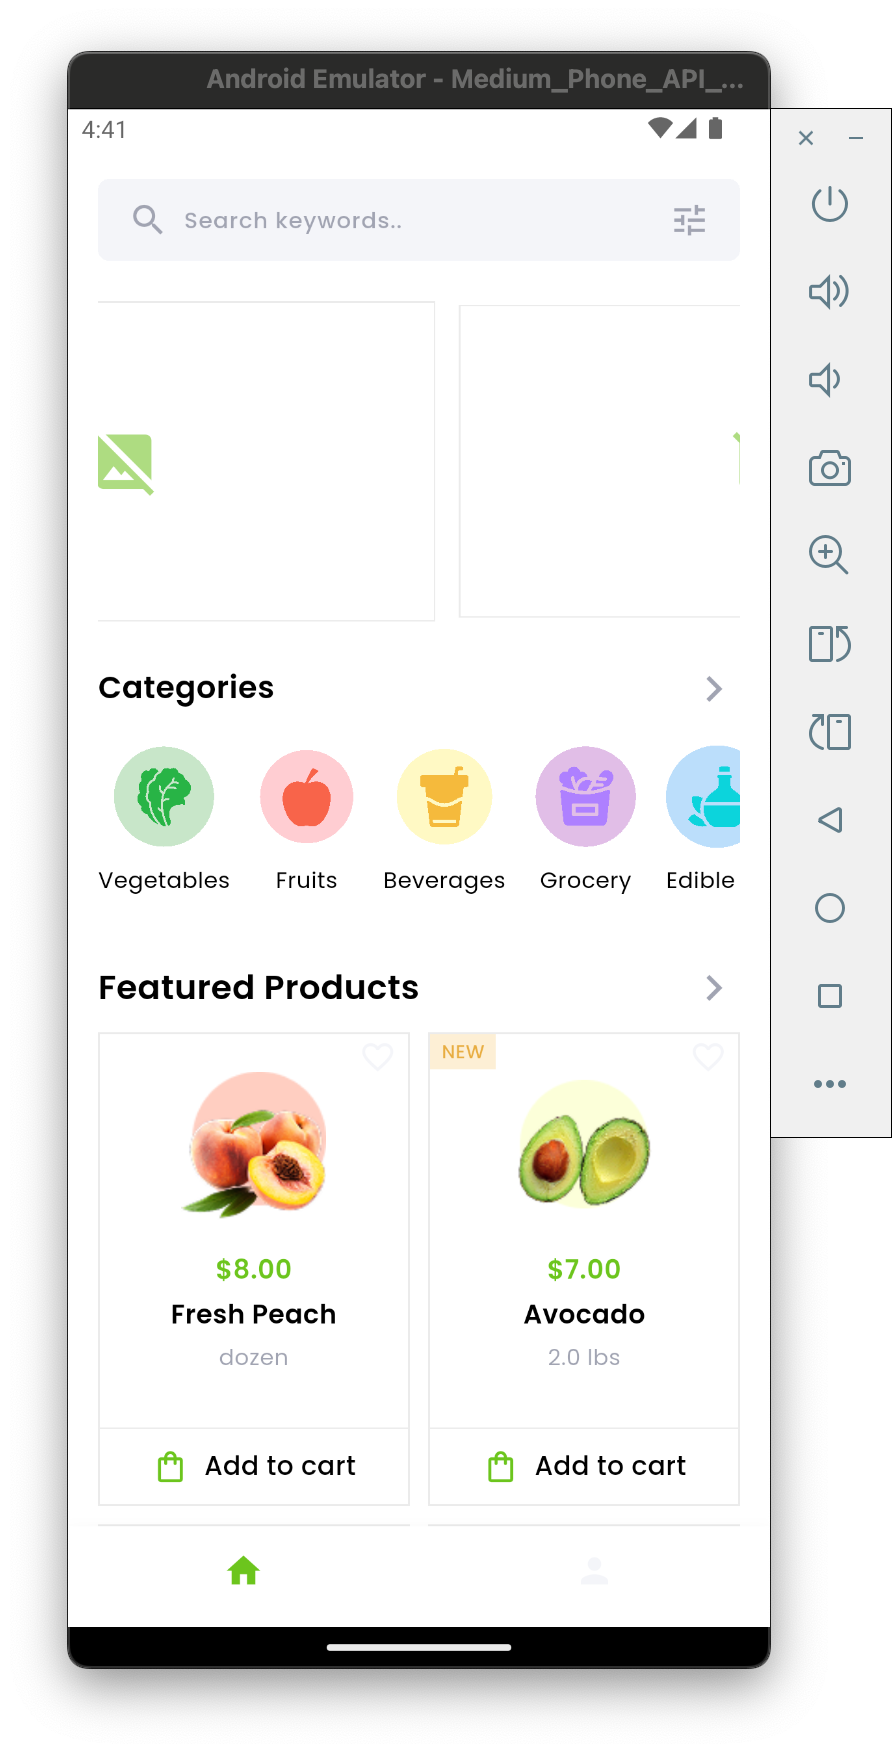 Android Emulator - Medium_Phone_API_...
4:41
Search keywords..
Categories
Vegetables
Fruits
Beverages
Grocery
Edible
Featured Products
NEW
$8.00
Fresh Peach
dozen
Add to cart
$7.00
Avocado
2.0 lbs
Add to cart